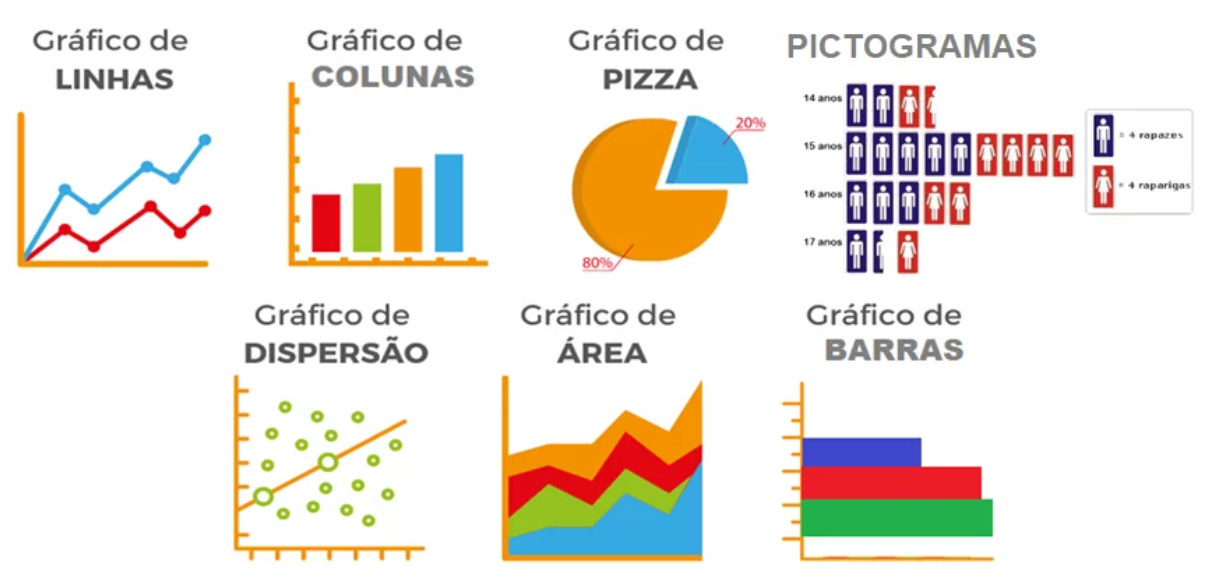 Gráfico de
LINHAS
Gráfico de
COLUNAS
Gráfico de
PIZZA
20%
80%
PICTOGRAMAS
14 anos
15 anos
16 anos
17 anos
= 4 rapazes
= 4 raparigas
Gráfico de
DISPERSÃO
Gráfico de
ÁREA
Gráfico de
BARRAS